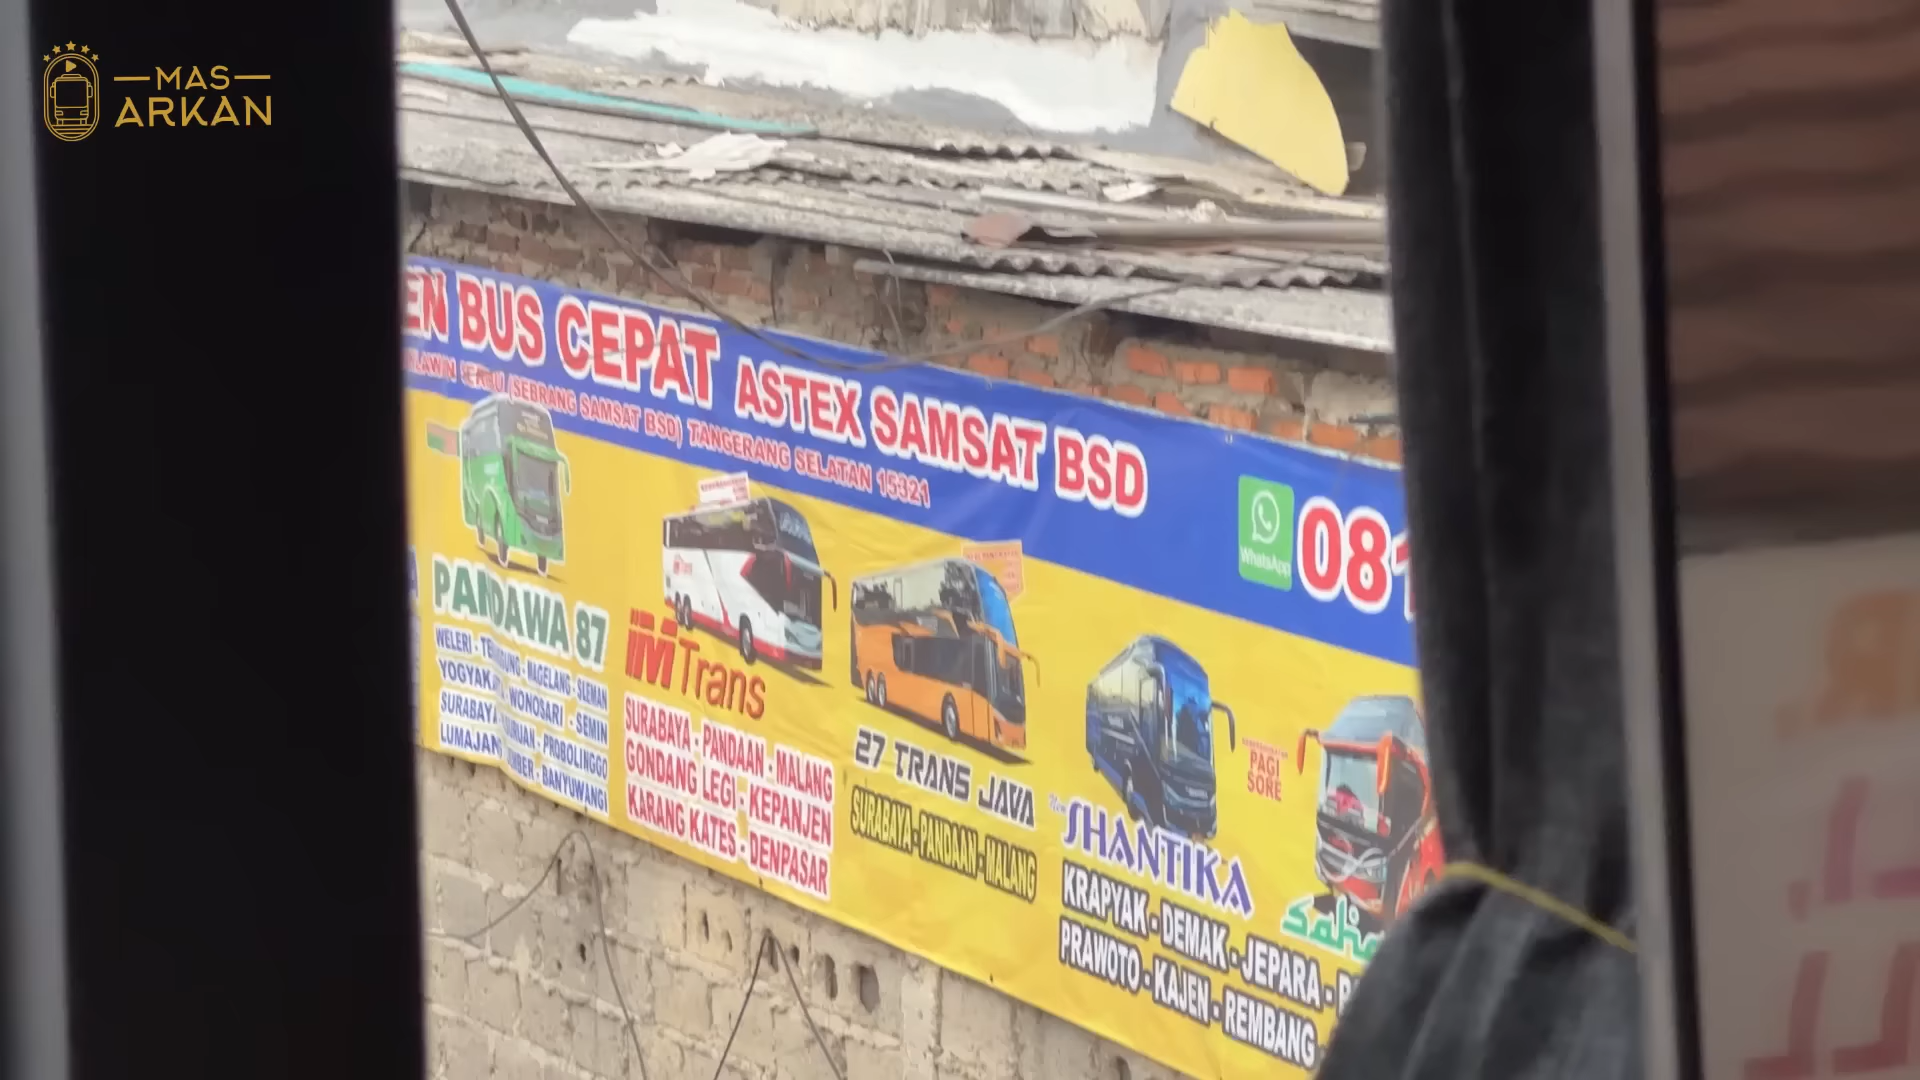 MAS
ARKAN
EN BUS CEPAT ASTEX SAMSAT BSD
(SEBRANG SAMSAT BSD) TANGERANG SELATAN 15321
WhatsApp
081
PANDAWA 87
WELERI - - MAGELANG - SLEMAN
- WONOSARI - SEMIN
SURABAYA - PROBOLINGGO
- BANYUWANGI
MTrans
SURABAYA - PANDAAN - MALANG
GONDANG LEGI - KEPANJEN
KARANG KATES - DENPASAR
27 TRANS JAVA
SURABAYA - PANDAAN - MALANG
New
SHANTIKA
KRAPYAK - DEMAK - JEPARA -
PRAWOTO - KAJEN - REMBANG
PAGI
SORE